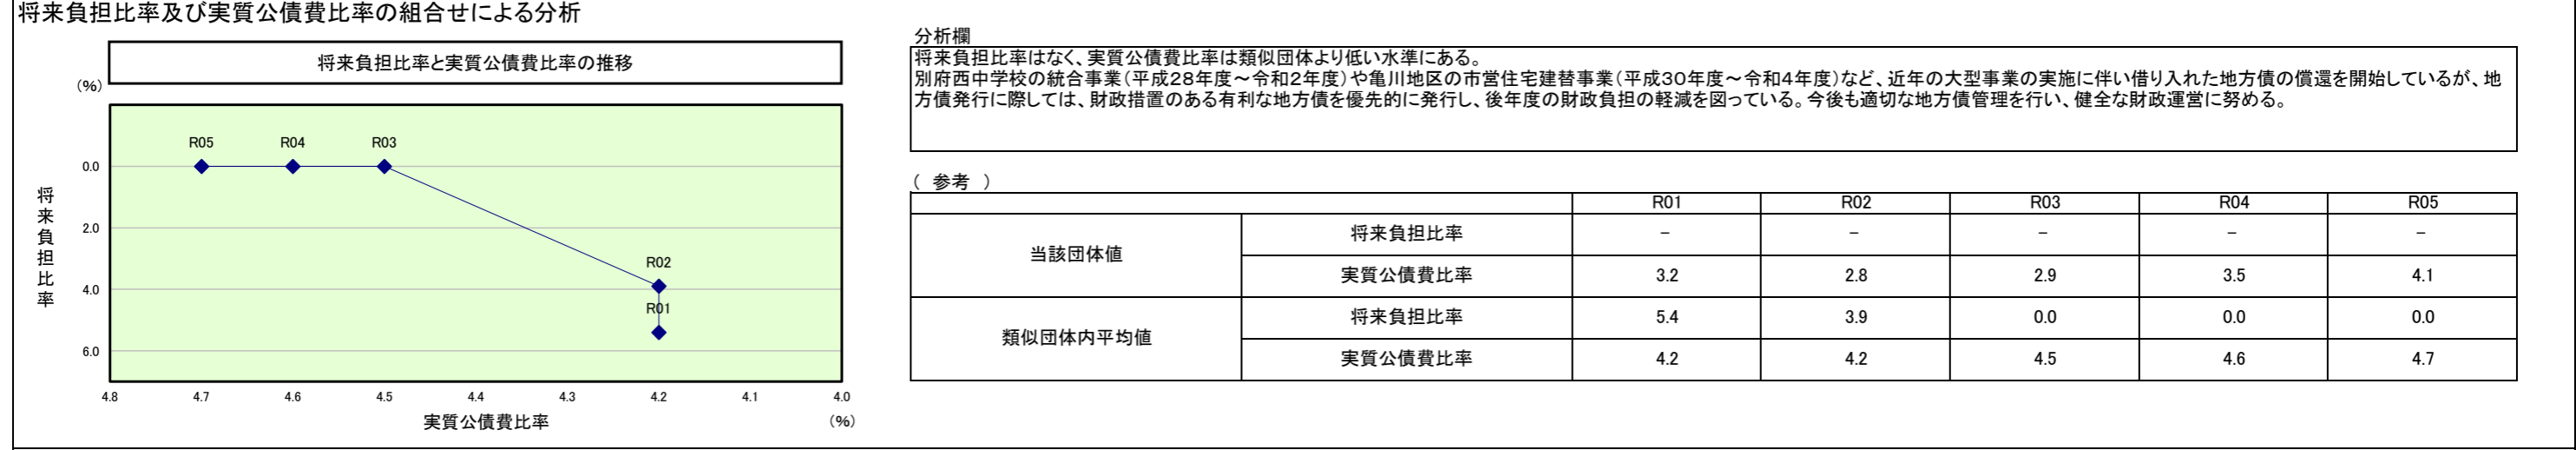 将来負担比率及び実質公債費比率の組合せによる分析
将来負担比率と実質公債費比率の推移
(%)
R05 R04 R03
0.0
2.0
R02
4.0
R01
6.0
将来負担比率
4.8 4.7 4.6 4.5 4.4 4.3 4.2 4.1 4.0
実質公債費比率
(%)
分析欄
将来負担比率はなく、実質公債費比率は類似団体より低い水準にある。
別府西中学校の統合事業(平成28年度～令和2年度)や亀川地区の市営住宅建替事業(平成30年度～令和4年度)など、近年の大型事業の実施に伴い借り入れた地方債の償還を開始しているが、地
方債発行に際しては、財政措置のある有利な地方債を優先的に発行し、後年度の財政負担の軽減を図っている。今後も適切な地方債管理を行い、健全な財政運営に努める。
( 参考 )
R01 R02 R03 R04 R05
当該団体値
将来負担比率 － － － － －
実質公債費比率 3.2 2.8 2.9 3.5 4.1
類似団体内平均値
将来負担比率 5.4 3.9 0.0 0.0 0.0
実質公債費比率 4.2 4.2 4.5 4.6 4.7